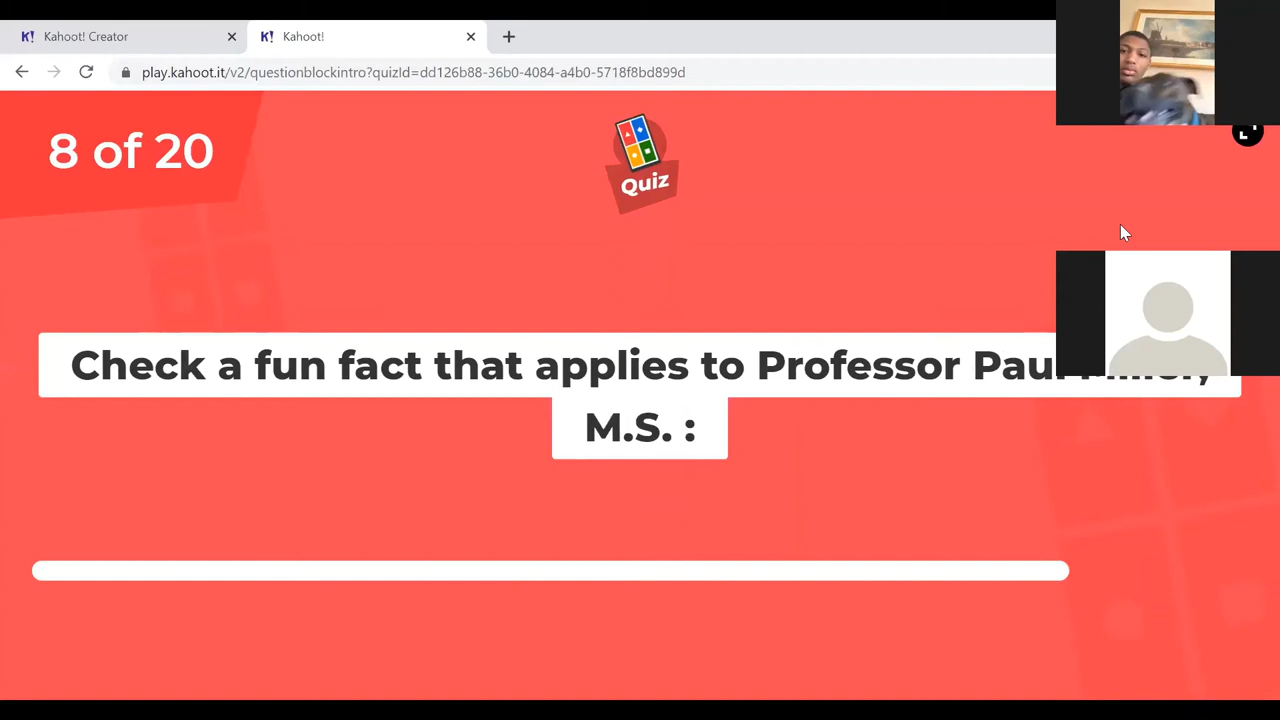 Kahoot! Creator
Kahoot!
play.kahoot.it/v2/questionblockintro?quizId=dd126b88-36b0-4084-a4b0-5718f8bd899d
8 of 20
Quiz
Check a fun fact that applies to Professor Paul
M.S. :